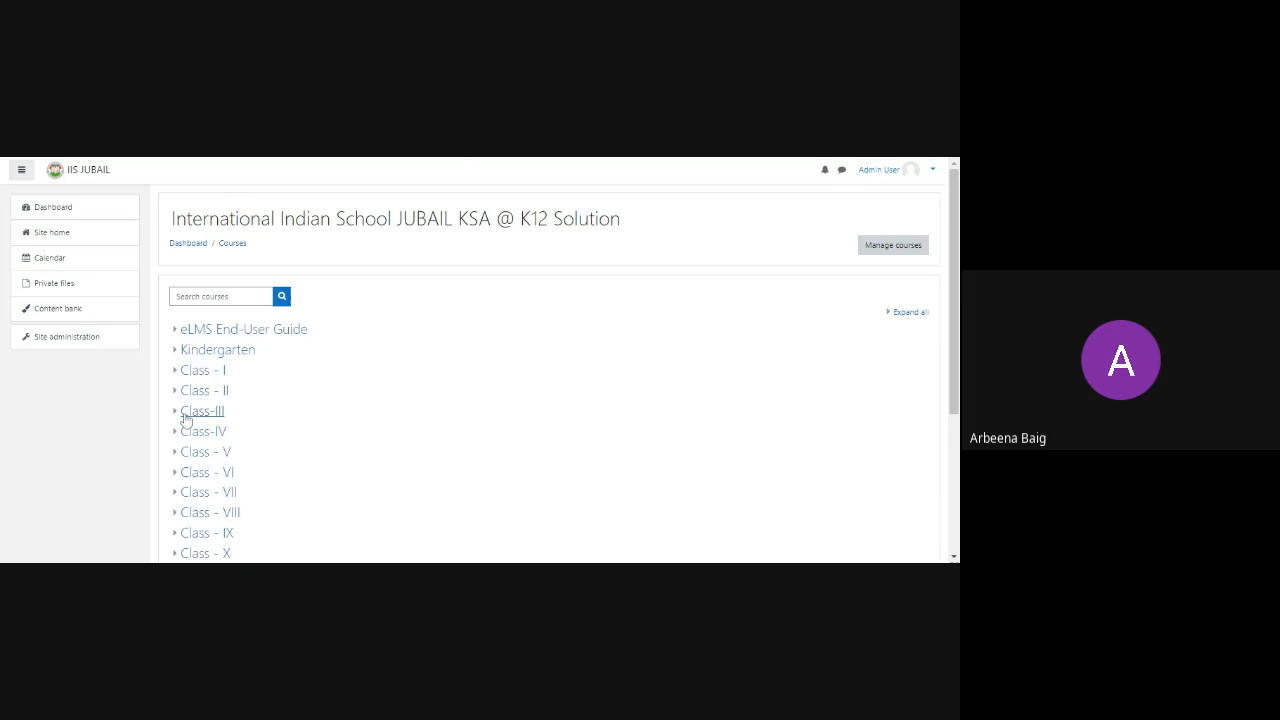 IIS JUBAIL
Admin User
Dashboard
Site home
Calendar
Private files
Content bank
Site administration
International Indian School JUBAIL KSA @ K12 Solution
Dashboard / Courses
Manage courses
Search courses
Expand all
eLMS End-User Guide
Kindergarten
Class - I
Class - II
Class-III
Class-IV
Class - V
Class - VI
Class - VII
Class - VIII
Class - IX
Class - X
A
Arbeena Baig